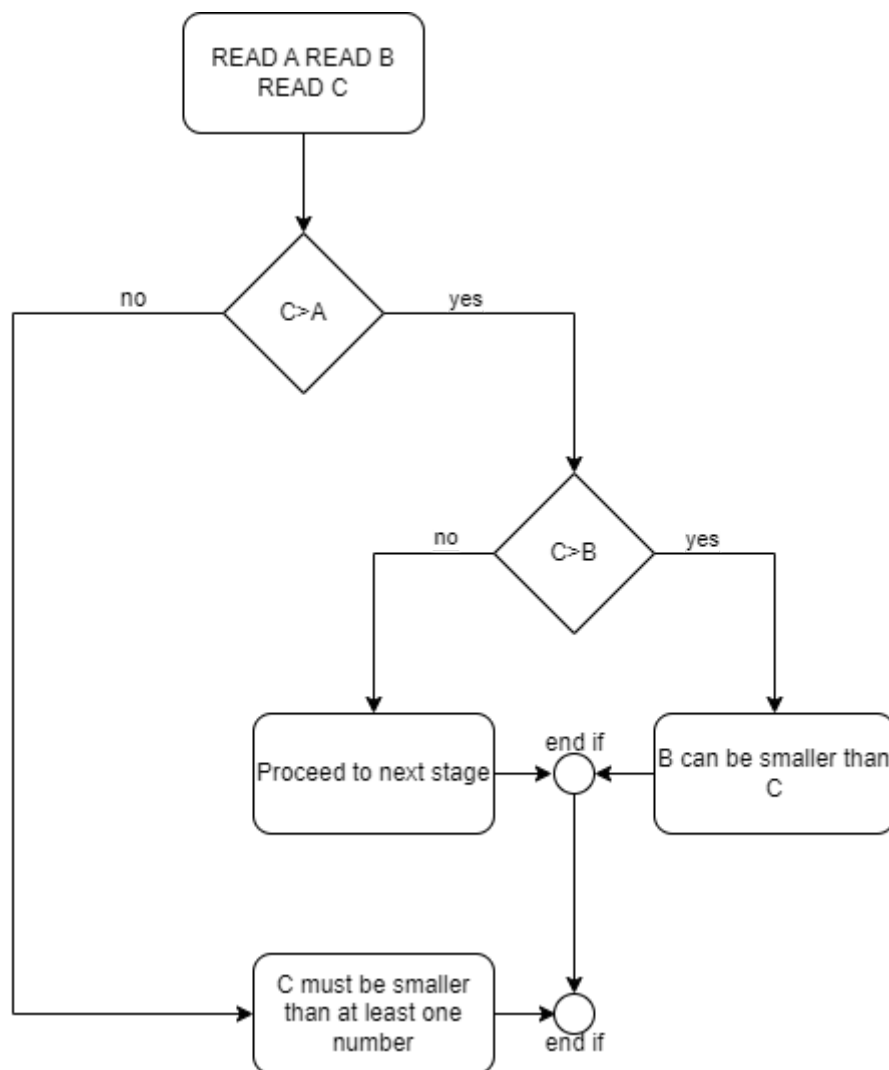 READ A READ B
READ C
no
C>A
yes
no
C>B
yes
Proceed to next stage
end if
B can be smaller than
C
C must be smaller
than at least one
number
end if